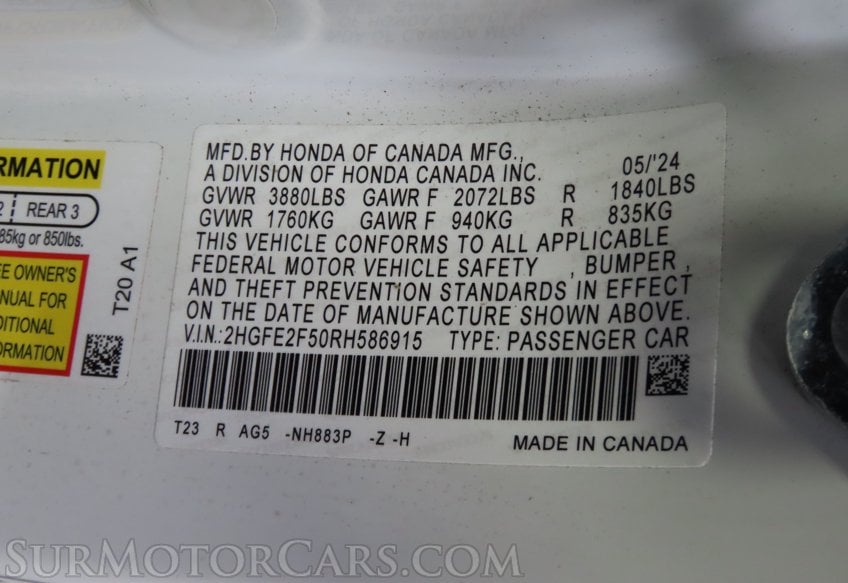 MFD.BY HONDA OF CANADA MFG.,
A DIVISION OF HONDA CANADA INC. 05/'24
GVWR 3880LBS GAWR F 2072LBS R 1840LBS
GVWR 1760KG GAWR F 940KG R 835KG
THIS VEHICLE CONFORMS TO ALL APPLICABLE
FEDERAL MOTOR VEHICLE SAFETY , BUMPER ,
AND THEFT PREVENTION STANDARDS IN EFFECT
ON THE DATE OF MANUFACTURE SHOWN ABOVE.
V.I.N.:2HGFE2F50RH586915 TYPE: PASSENGER CAR
T23 R AG5 -NH883P -Z -H
MADE IN CANADA
RMATION
2 REAR 3
85kg or 850lbs.
EE OWNER'S
NUAL FOR
DITIONAL
ORMATION
T20 A1
SURMOTORCARS.COM